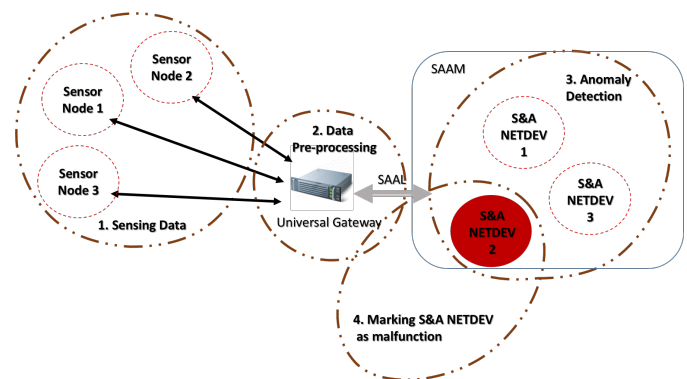 Sensor
Node 1
Sensor
Node 2
Sensor
Node 3
1. Sensing Data
2. Data
Pre-processing
Universal Gateway
SAAL
SAAM
3. Anomaly
Detection
S&A
NETDEV
1
S&A
NETDEV
3
S&A
NETDEV
2
4. Marking S&A NETDEV
as malfunction